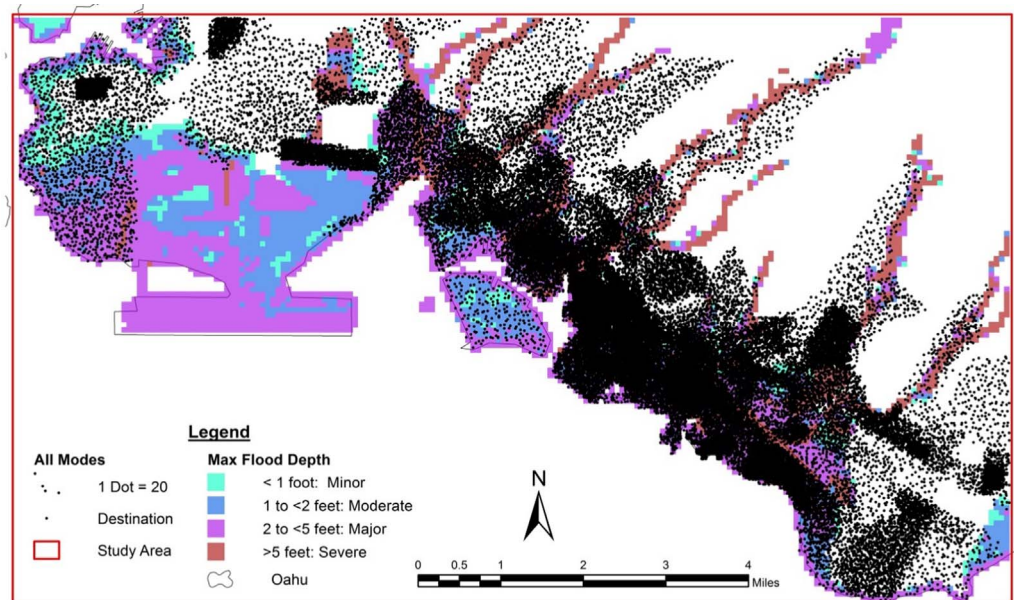 Legend
All Modes
1 Dot = 20
Destination
Study Area
Max Flood Depth
< 1 foot: Minor
1 to <2 feet: Moderate
2 to <5 feet: Major
>5 feet: Severe
Oahu
N
0 0.5 1 2 3 4
Miles